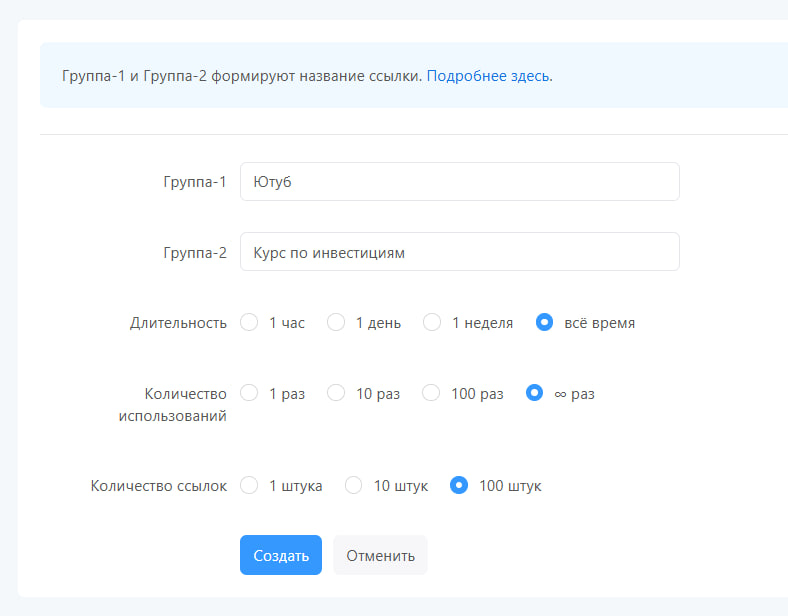 Группа-1 и Группа-2 формируют название ссылки. Подробнее здесь.
Группа-1 Ютуб
Группа-2 Курс по инвестициям
Длительность 1 час 1 день 1 неделя всё время
Количество 1 раз 10 раз 100 раз ∞ раз
использований
Количество ссылок 1 штука 10 штук 100 штук
Создать Отменить